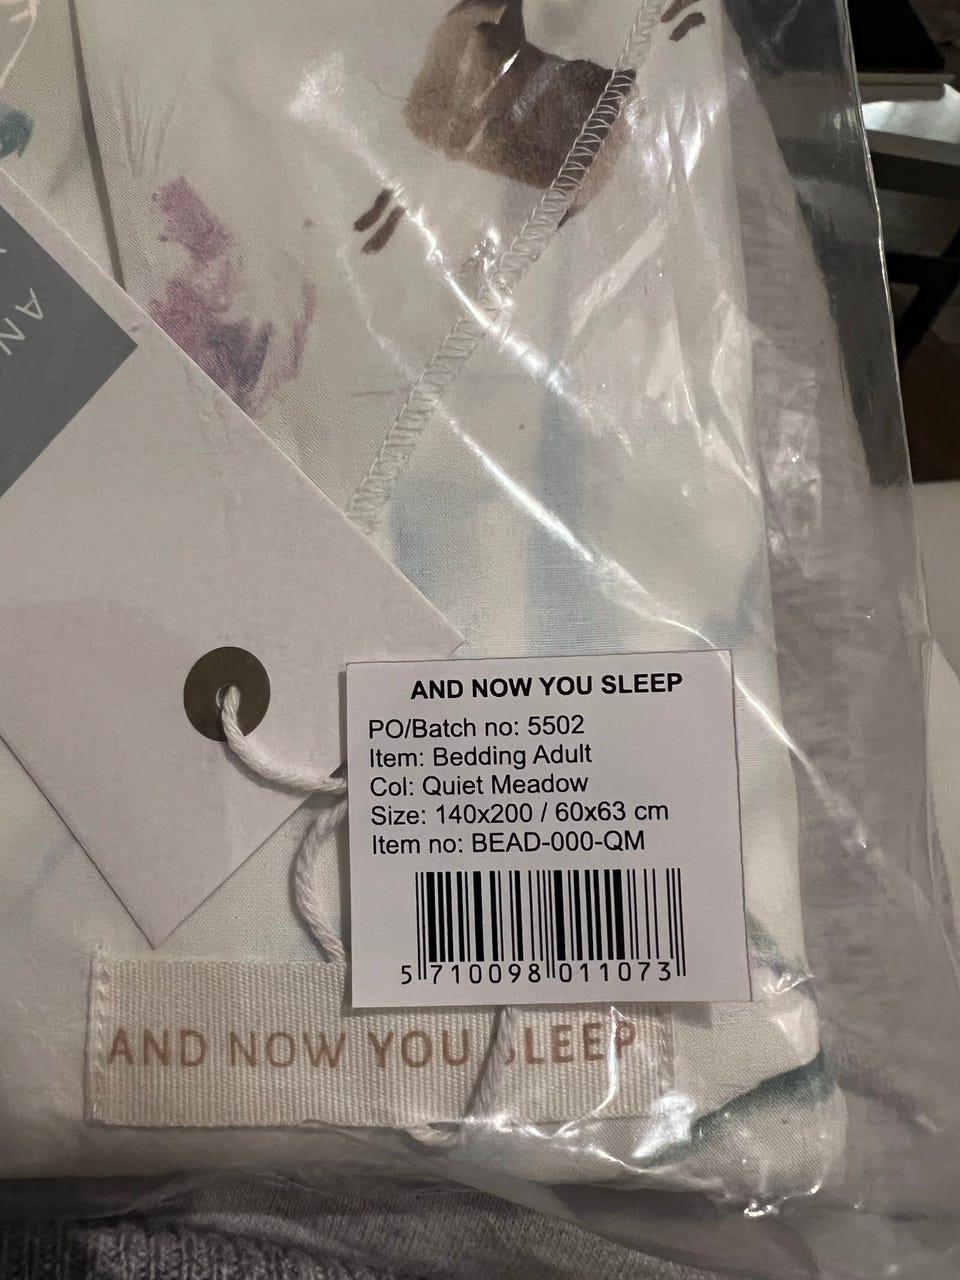 AN
AND NOW YOU SLEEP
PO/Batch no: 5502
Item: Bedding Adult
Col: Quiet Meadow
Size: 140x200 / 60x63 cm
Item no: BEAD-000-QM
5 710098 011073
AND NOW YOU SLEEP